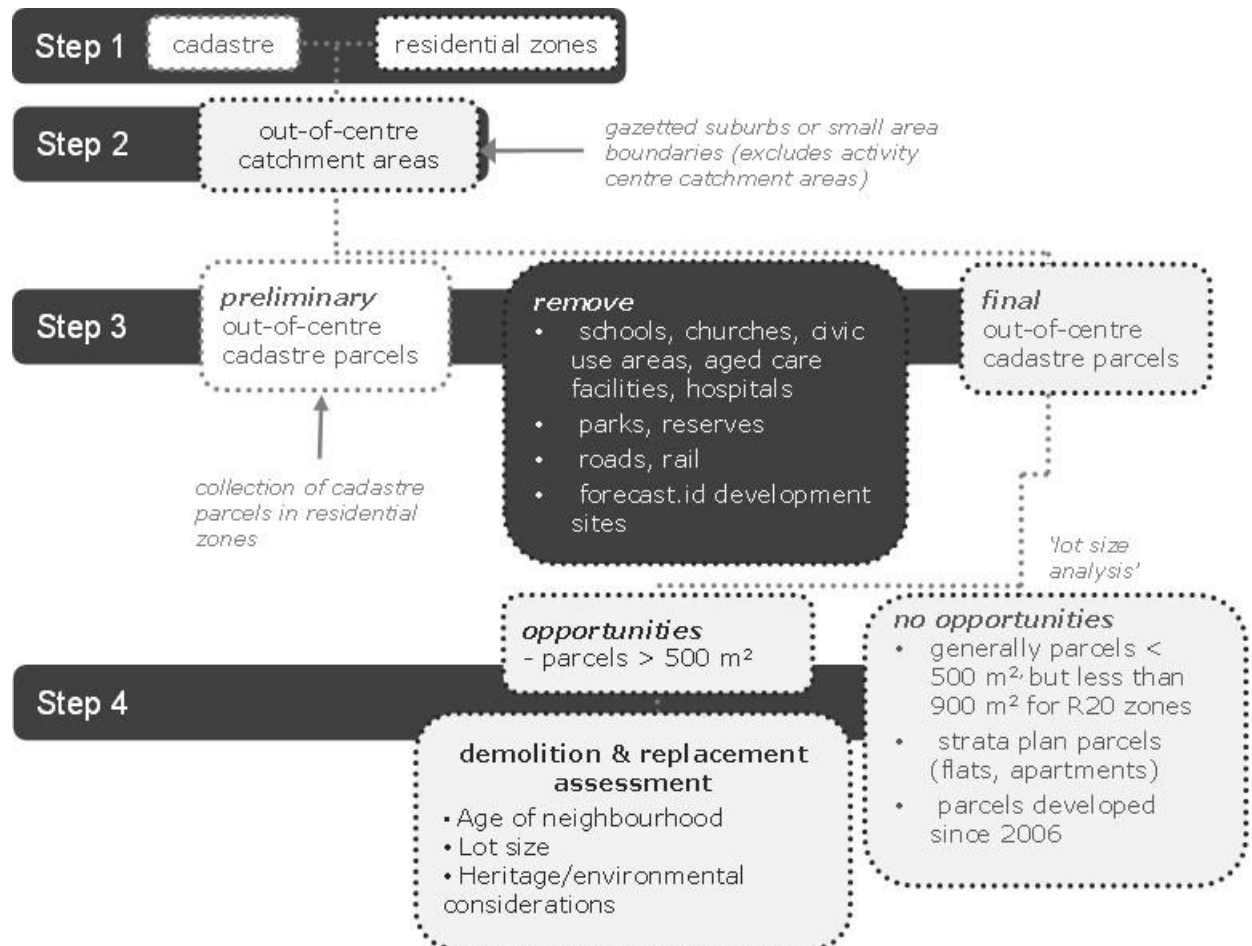 Step 1
cadastre
residential zones
Step 2
out-of-centre
catchment areas
gazetted suburbs or small area
boundaries (excludes activity
centre catchment areas)
Step 3
preliminary
out-of-centre
cadastre parcels
collection of cadastre
parcels in residential
zones
remove
• schools, churches, civic
use areas, aged care
facilities, hospitals
• parks, reserves
• roads, rail
• forecast.id development
sites
final
out-of-centre
cadastre parcels
'lot size
analysis'
Step 4
opportunities
- parcels > 500 m²
demolition & replacement
assessment
• Age of neighbourhood
• Lot size
• Heritage/environmental
considerations
no opportunities
• generally parcels <
500 m², but less than
900 m² for R20 zones
• strata plan parcels
(flats, apartments)
• parcels developed
since 2006